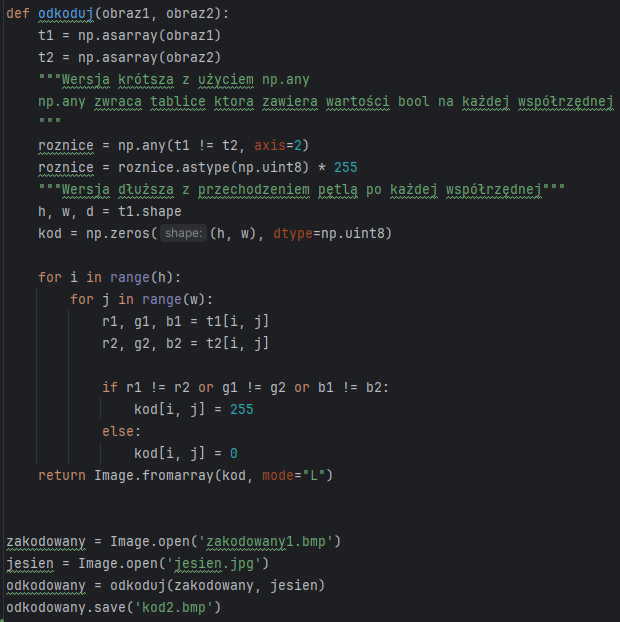 def odkoduj(obraz1, obraz2):
    t1 = np.asarray(obraz1)
    t2 = np.asarray(obraz2)
    """Wersja krótsza z użyciem np.any
    np.any zwraca tablice ktora zawiera wartości bool na każdej współrzędnej
    """
    roznice = np.any(t1 != t2, axis=2)
    roznice = roznice.astype(np.uint8) * 255
    """Wersja dłuższa z przechodzeniem pętlą po każdej współrzędnej"""
    h, w, d = t1.shape
    kod = np.zeros( shape: (h, w), dtype=np.uint8)
    for i in range(h):
        for j in range(w):
            r1, g1, b1 = t1[i, j]
            r2, g2, b2 = t2[i, j]
            if r1 != r2 or g1 != g2 or b1 != b2:
                kod[i, j] = 255
            else:
                kod[i, j] = 0
    return Image.fromarray(kod, mode="L")
zakodowany = Image.open('zakodowany1.bmp')
jesien = Image.open('jesien.jpg')
odkodowany = odkoduj(zakodowany, jesien)
odkodowany.save('kod2.bmp')